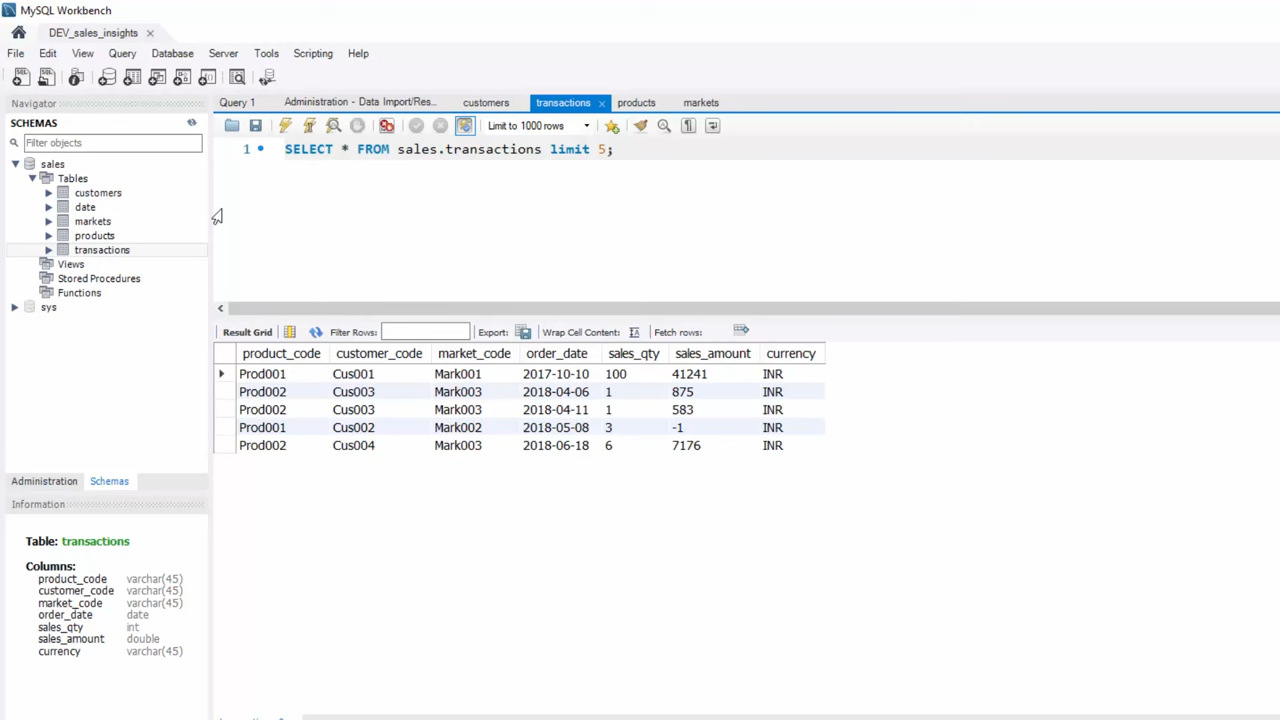 MySQL Workbench
DEV_sales_insights
File Edit View Query Database Server Tools Scripting Help
Navigator
SCHEMAS
Filter objects
sales
Tables
customers
date
markets
products
transactions
Views
Stored Procedures
Functions
sys
Administration Schemas
Information
Table: transactions
Columns:
product_code varchar(45)
customer_code varchar(45)
market_code varchar(45)
order_date date
sales_qty int
sales_amount double
currency varchar(45)
Query 1 Administration - Data Import/Res... customers transactions products markets
Limit to 1000 rows
1 SELECT * FROM sales.transactions limit 5;
Result Grid Filter Rows: Export: Wrap Cell Content: Fetch rows:
product_code customer_code market_code order_date sales_qty sales_amount currency
Prod001 Cus001 Mark001 2017-10-10 100 41241 INR
Prod002 Cus003 Mark003 2018-04-06 1 875 INR
Prod002 Cus003 Mark003 2018-04-11 1 583 INR
Prod001 Cus002 Mark002 2018-05-08 3 -1 INR
Prod002 Cus004 Mark003 2018-06-18 6 7176 INR